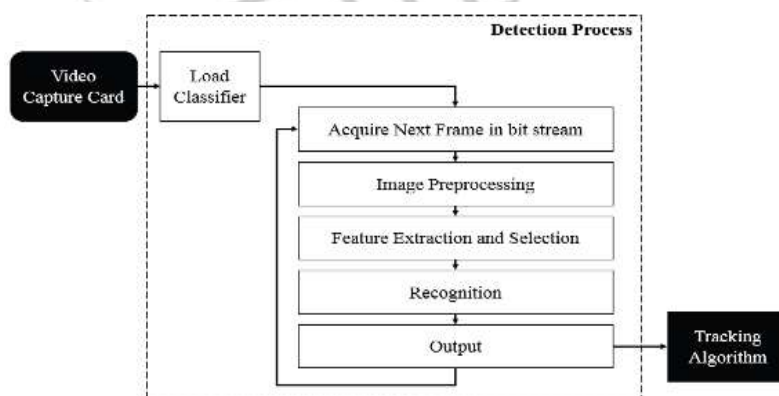 Detection Process
Video
Capture Card
Load
Classifier
Acquire Next Frame in bit stream
Image Preprocessing
Feature Extraction and Selection
Recognition
Output
Tracking
Algorithm